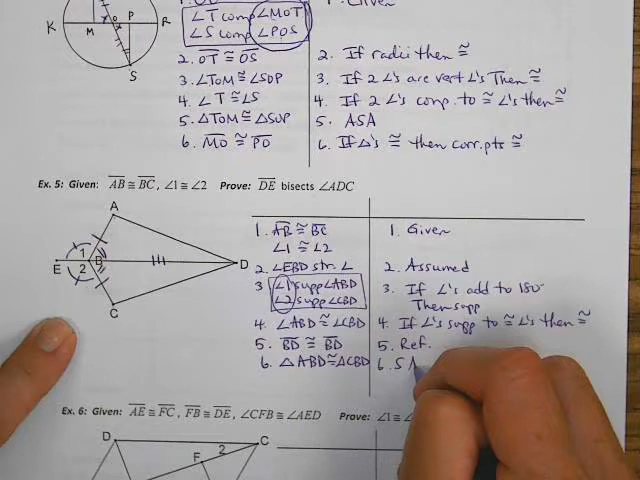 ∠T comp ∠MOT
∠S comp ∠POS
2. OT ≅ OS
2. If radii then ≅
3. ∠TOM ≅ ∠SOP
3. If 2 ∠'s are vert ∠'s Then ≅
4. ∠T ≅ ∠S
4. If 2 ∠'s comp. to ≅ ∠'s then ≅
5. △TOM ≅ △SOP
5. ASA
6. MO ≅ PO
6. If △'s ≅ then corr. pts ≅
K
M
O
P
R
S
Ex. 5: Given: AB ≅ BC, ∠1 ≅ ∠2 Prove: DE bisects ∠ADC
A
E
1
2
B
D
C
1. AB ≅ BC
1. Given
∠1 ≅ ∠2
2. ∠EBD str. ∠
2. Assumed
3 ∠1 supp ∠ABD
3. If ∠'s add to 180°
∠2 supp ∠CBD
Then supp
4. ∠ABD ≅ ∠CBD
4. If ∠'s supp to ≅ ∠'s then ≅
5. BD ≅ BD
5. Ref.
6. △ABD ≅ △CBD
6. SA
Ex. 6: Given: AE ≅ FC, FB ≅ DE, ∠CFB ≅ ∠AED Prove: ∠1 ≅
D
C
F
2